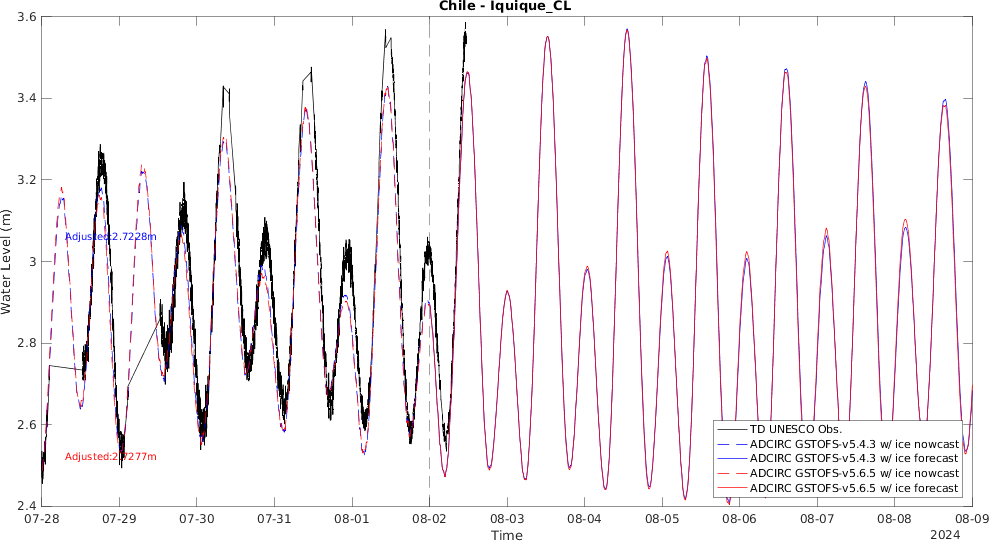 Chile - Iquique_CL
3.6
3.4
3.2
3
2.8
2.6
2.4
Water Level (m)
Adjusted:2.7228m
Adjusted:2.7277m
TD UNESCO Obs.
ADCIRC GSTOFS-v5.4.3 w/ ice nowcast
ADCIRC GSTOFS-v5.4.3 w/ ice forecast
ADCIRC GSTOFS-v5.6.5 w/ ice nowcast
ADCIRC GSTOFS-v5.6.5 w/ ice forecast
07-28 07-29 07-30 07-31 08-01 08-02 08-03 08-04 08-05 08-06 08-07 08-08 08-09
Time
2024